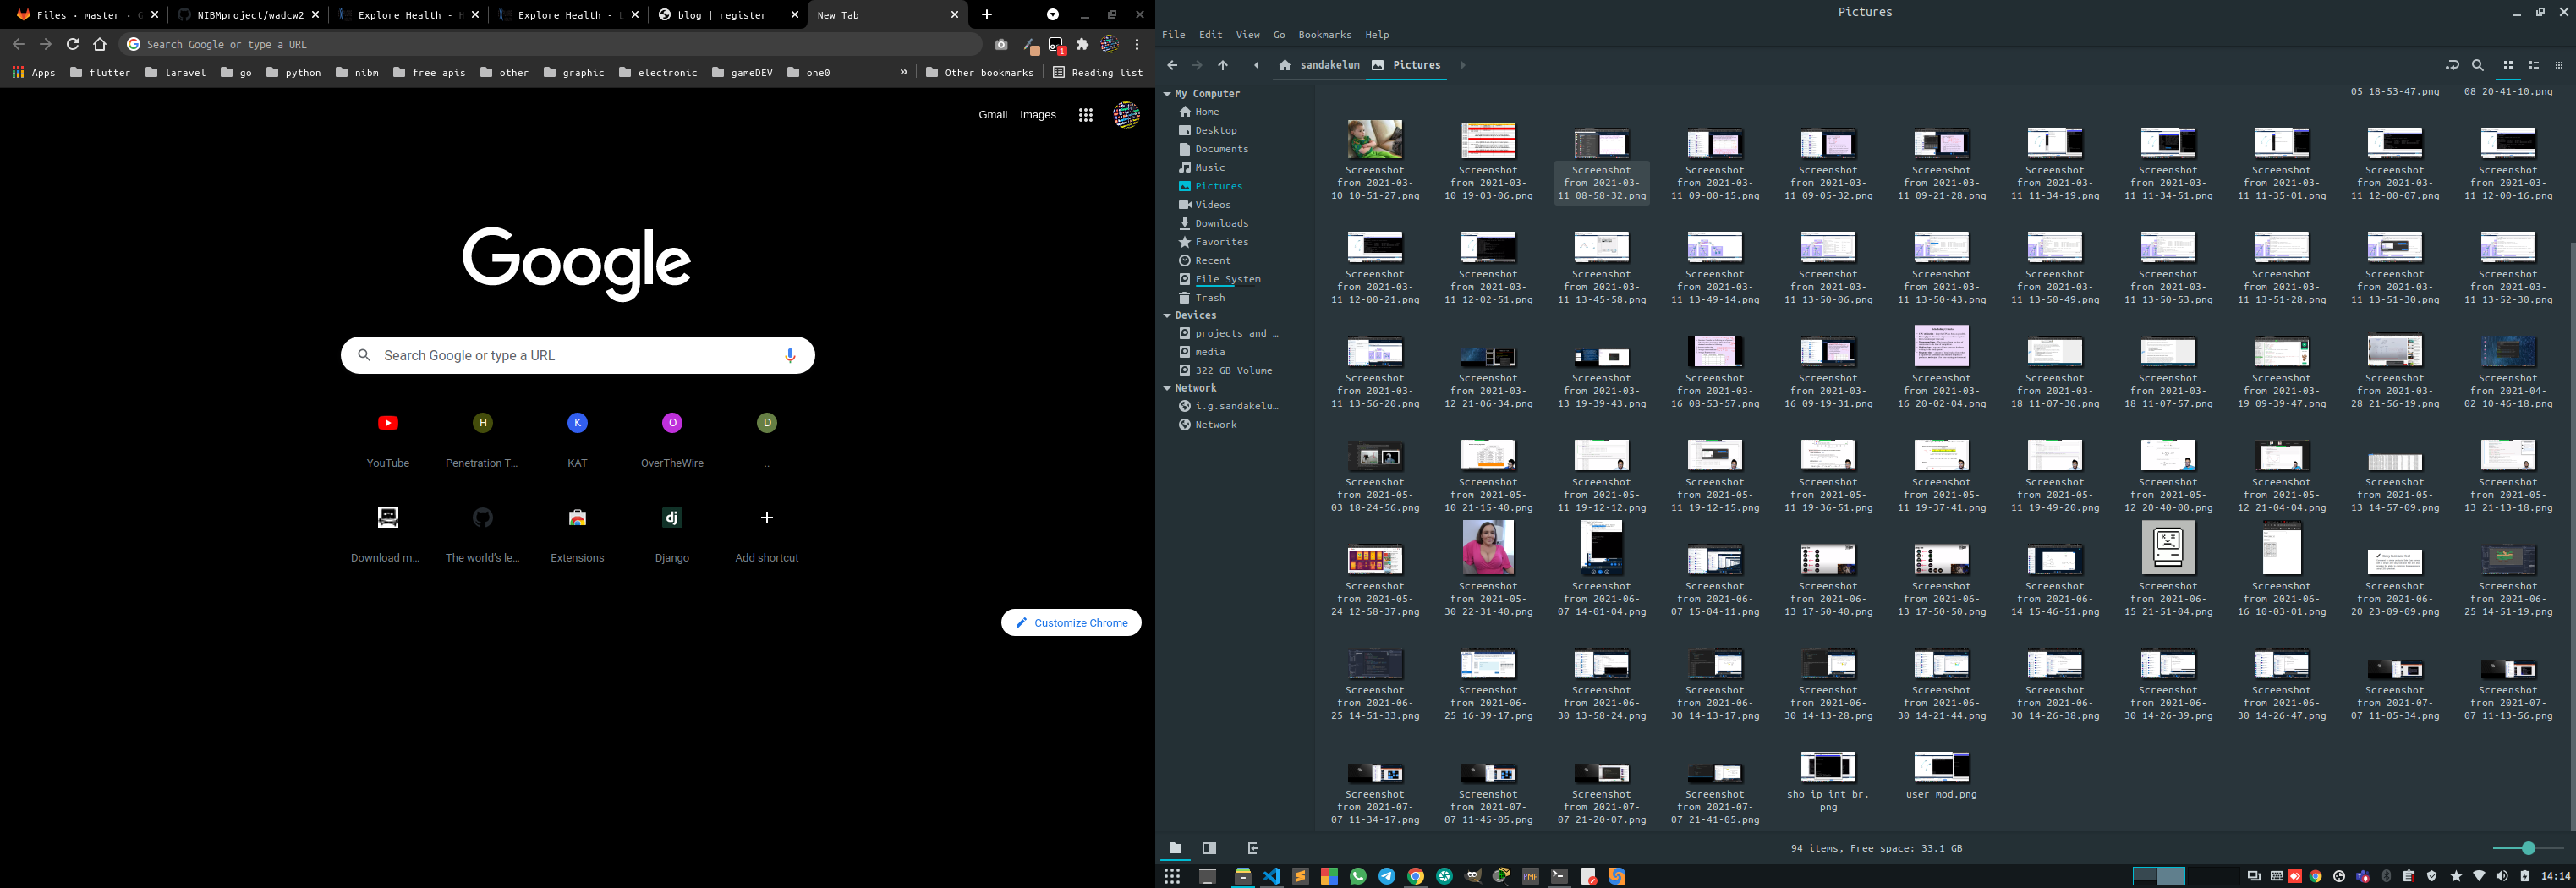 Files · master ·
NIBMproject/wadcw2
Explore Health -
Explore Health -
blog | register
New Tab
Search Google or type a URL
Apps flutter laravel go python nibm free apis other graphic electronic gameDEV one0 » Other bookmarks Reading list
Gmail Images
Google
Search Google or type a URL
YouTube
H
Penetration T...
K
KAT
O
OverTheWire
D
..
Download m...
The world's le...
Extensions
dj
Django
Add shortcut
Customize Chrome
Pictures
File Edit View Go Bookmarks Help
sandakelum Pictures
My Computer
Home
Desktop
Documents
Music
Pictures
Videos
Downloads
Favorites
Recent
File System
Trash
Devices
projects and …
media
322 GB Volume
Network
i.g.sandakelu…
Network
05 18-53-47.png 08 20-41-10.png
Screenshot Screenshot Screenshot Screenshot Screenshot Screenshot Screenshot Screenshot Screenshot Screenshot Screenshot
from 2021-03- from 2021-03- from 2021-03- from 2021-03- from 2021-03- from 2021-03- from 2021-03- from 2021-03- from 2021-03- from 2021-03- from 2021-03-
10 10-51-27.png 10 19-03-06.png 11 08-58-32.png 11 09-00-15.png 11 09-05-32.png 11 09-21-28.png 11 11-34-19.png 11 11-34-51.png 11 11-35-01.png 11 12-00-07.png 11 12-00-16.png
Screenshot Screenshot Screenshot Screenshot Screenshot Screenshot Screenshot Screenshot Screenshot Screenshot Screenshot
from 2021-03- from 2021-03- from 2021-03- from 2021-03- from 2021-03- from 2021-03- from 2021-03- from 2021-03- from 2021-03- from 2021-03- from 2021-03-
11 12-00-21.png 11 12-02-51.png 11 13-45-58.png 11 13-49-14.png 11 13-50-06.png 11 13-50-43.png 11 13-50-49.png 11 13-50-53.png 11 13-51-28.png 11 13-51-30.png 11 13-52-30.png
Screenshot Screenshot Screenshot Screenshot Screenshot Screenshot Screenshot Screenshot Screenshot Screenshot Screenshot
from 2021-03- from 2021-03- from 2021-03- from 2021-03- from 2021-03- from 2021-03- from 2021-03- from 2021-03- from 2021-03- from 2021-03- from 2021-04-
11 13-56-20.png 12 21-06-34.png 13 19-39-43.png 16 08-53-57.png 16 09-19-31.png 16 20-02-04.png 18 11-07-30.png 18 11-07-57.png 19 09-39-47.png 28 21-56-19.png 02 10-46-18.png
Screenshot Screenshot Screenshot Screenshot Screenshot Screenshot Screenshot Screenshot Screenshot Screenshot Screenshot
from 2021-05- from 2021-05- from 2021-05- from 2021-05- from 2021-05- from 2021-05- from 2021-05- from 2021-05- from 2021-05- from 2021-05- from 2021-05-
03 18-24-56.png 10 21-15-40.png 11 19-12-12.png 11 19-12-15.png 11 19-36-51.png 11 19-37-41.png 11 19-49-20.png 12 20-40-00.png 12 21-04-04.png 13 14-57-09.png 13 21-13-18.png
Screenshot Screenshot Screenshot Screenshot Screenshot Screenshot Screenshot Screenshot Screenshot Screenshot Screenshot
from 2021-05- from 2021-05- from 2021-06- from 2021-06- from 2021-06- from 2021-06- from 2021-06- from 2021-06- from 2021-06- from 2021-06- from 2021-06-
24 12-58-37.png 30 22-31-40.png 07 14-01-04.png 07 15-04-11.png 13 17-50-40.png 13 17-50-50.png 14 15-46-51.png 15 21-51-04.png 16 10-03-01.png 20 23-09-09.png 25 14-51-19.png
Screenshot Screenshot Screenshot Screenshot Screenshot Screenshot Screenshot Screenshot Screenshot Screenshot Screenshot
from 2021-06- from 2021-06- from 2021-06- from 2021-06- from 2021-06- from 2021-06- from 2021-06- from 2021-06- from 2021-06- from 2021-07- from 2021-07-
25 14-51-33.png 25 16-39-17.png 30 13-58-24.png 30 14-13-17.png 30 14-13-28.png 30 14-21-44.png 30 14-26-38.png 30 14-26-39.png 30 14-26-47.png 07 11-05-34.png 07 11-13-56.png
Screenshot Screenshot Screenshot Screenshot sho ip int br. user mod.png
from 2021-07- from 2021-07- from 2021-07- from 2021-07- png
07 11-34-17.png 07 11-45-05.png 07 21-20-07.png 07 21-41-05.png
94 items, Free space: 33.1 GB
PMA
14:14